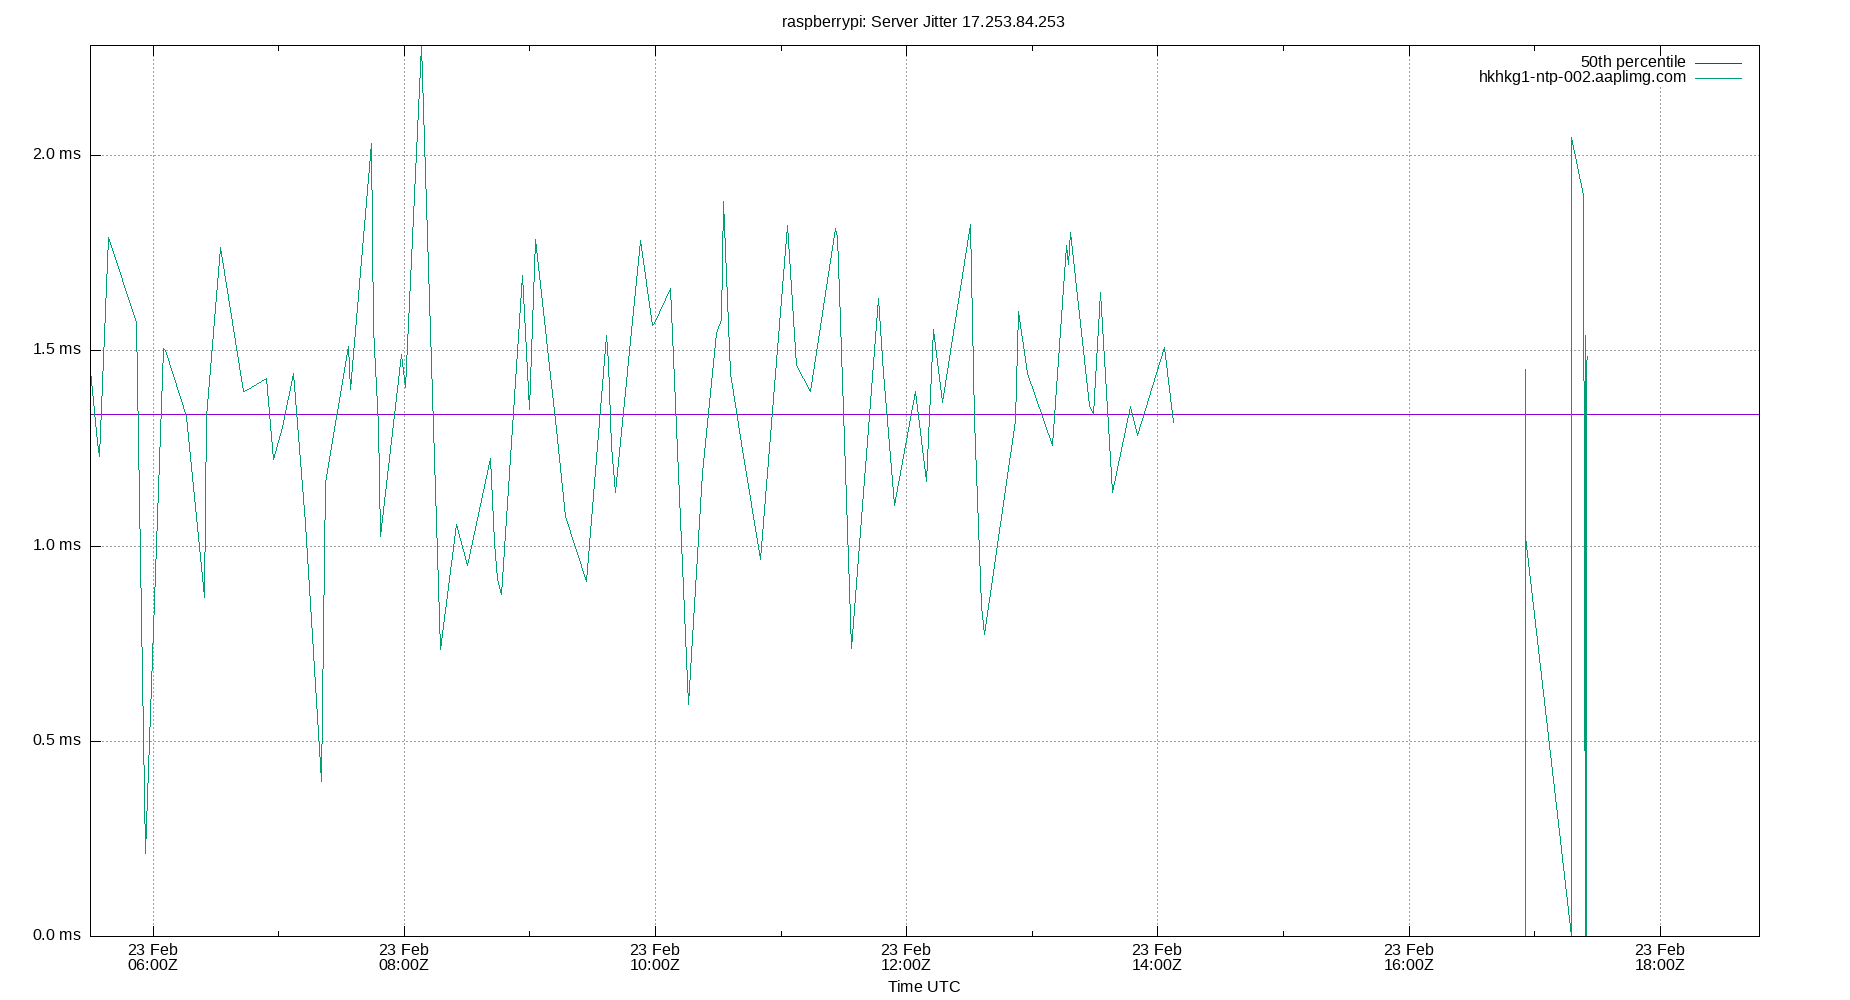 raspberrypi: Server Jitter 17.253.84.253
50th percentile
hkhkg1-ntp-002.aaplimg.com
2.0 ms
1.5 ms
1.0 ms
0.5 ms
0.0 ms
23 Feb 23 Feb 23 Feb 23 Feb 23 Feb 23 Feb 23 Feb
06:00Z 08:00Z 10:00Z 12:00Z 14:00Z 16:00Z 18:00Z
Time UTC